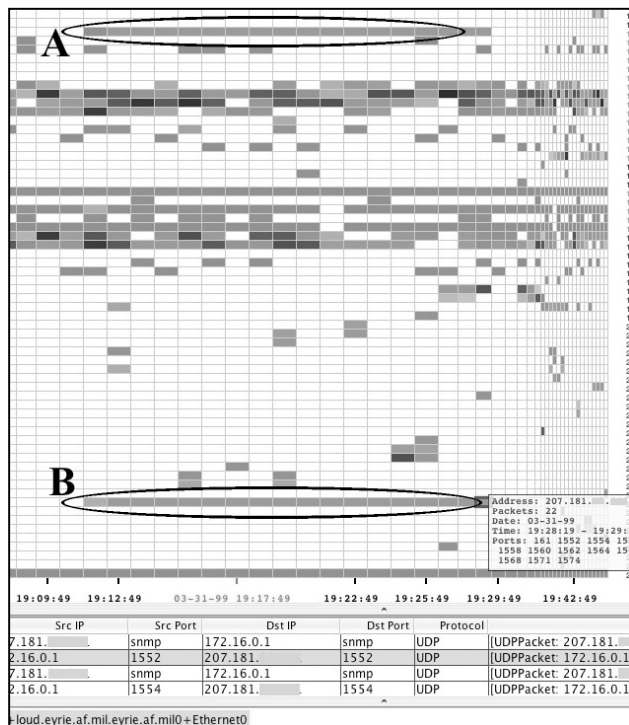 A
B
Address: 207.181.
Packets: 22
Date: 03-31-99
Time: 19:28:19 - 19:29:
Ports: 161 1552 1554 15
1558 1560 1562 1564 15
1568 1571 1574
19:09:49 19:12:49 03-31-99 19:17:49 19:22:49 19:25:49 19:29:49 19:42:49
Src IP Src Port Dst IP Dst Port Protocol
7.181. snmp 172.16.0.1 snmp UDP [UDPPacket: 207.181.
2.16.0.1 1552 207.181. 1552 UDP [UDPPacket: 172.16.0.1
7.181. snmp 172.16.0.1 snmp UDP [UDPPacket: 207.181.
2.16.0.1 1554 207.181. 1554 UDP [UDPPacket: 172.16.0.1
loud.eyrie.af.mil.eyrie.af.mil0+Ethernet0